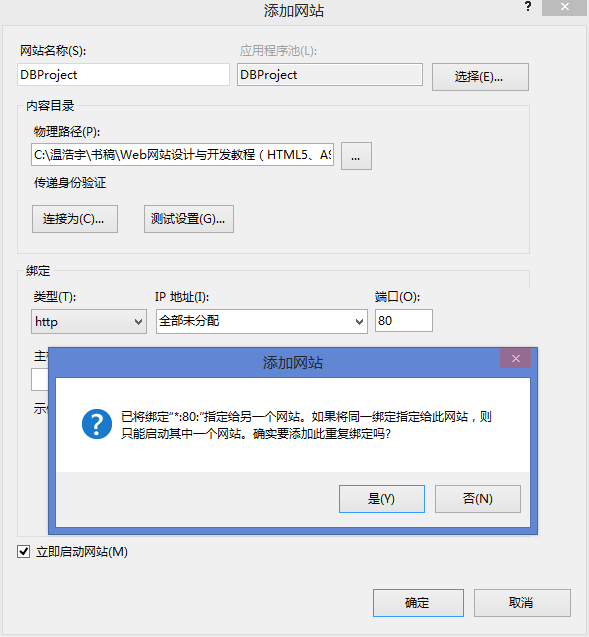 添加网站
?
网站名称(S):
应用程序池(L):
DBProject
DBProject
选择(E)...
内容目录
物理路径(P):
C:\温浩宇\书稿\Web网站设计与开发教程（HTML5、AS
...
传递身份验证
连接为(C)...
测试设置(G)...
绑定
类型(T):
IP 地址(I):
端口(O):
http
全部未分配
80
添加网站
已将绑定“*:80:”指定给另一个网站。如果将同一绑定指定给此网站，则
只能启动其中一个网站。确实要添加此重复绑定吗?
是(Y)
否(N)
立即启动网站(M)
确定
取消